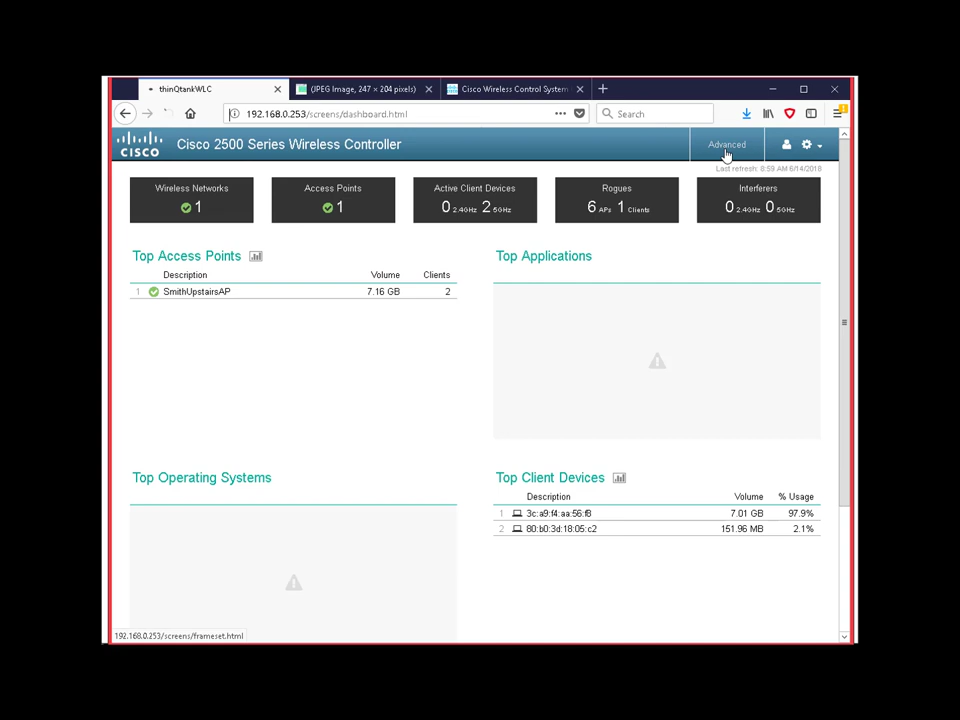 thinQtankWLC
(JPEG Image, 247 × 204 pixels)
Cisco Wireless Control System
192.168.0.253/screens/dashboard.html
Search
CISCO
Cisco 2500 Series Wireless Controller
Advanced
Last refresh: 8:59 AM 6/14/2018
Wireless Networks
1
Access Points
1
Active Client Devices
0 2.4GHz 2 5GHz
Rogues
6 APs 1 Clients
Interferers
0 2.4GHz 0 5GHz
Top Access Points
Description Volume Clients
1 SmithUpstairsAP 7.16 GB 2
Top Applications
Top Operating Systems
Top Client Devices
Description Volume % Usage
1 3c:a9:f4:aa:56:f8 7.01 GB 97.9%
2 80:b0:3d:18:05:c2 151.96 MB 2.1%
192.168.0.253/screens/frameset.html